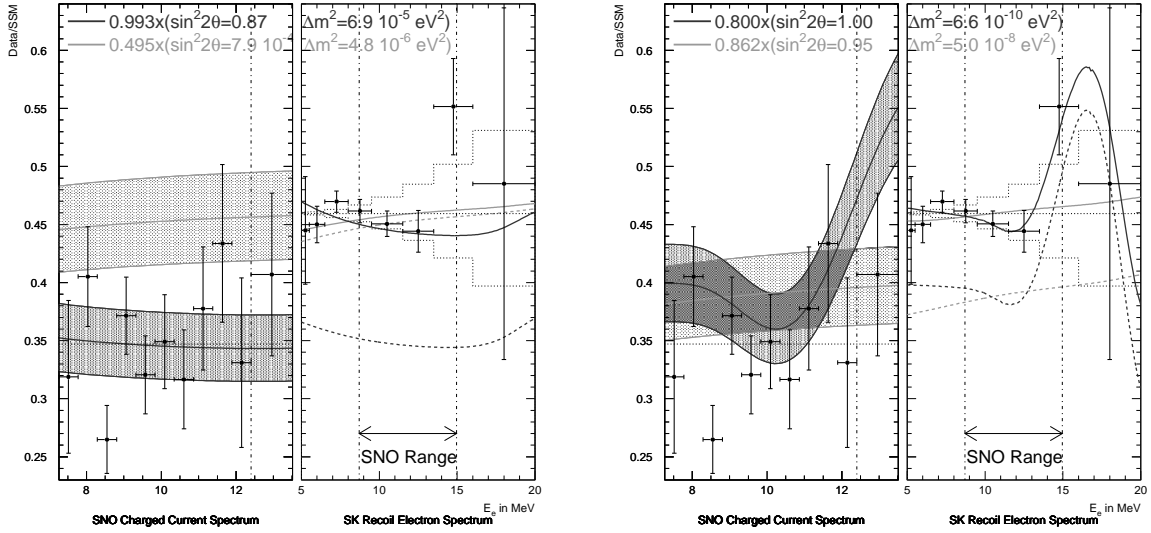 Data/SSM
0.993x(sin²2θ=0.87 Δm²=6.9 10⁻⁵ eV²)
0.495x(sin²2θ=7.9 10⁻ Δm²=4.8 10⁻⁶ eV²)
0.6
0.55
0.5
0.45
0.4
0.35
0.3
0.25
SNO Range
8 10 12 5 10 15 20
E_e in MeV
SNO Charged Current Spectrum SK Recoil Electron Spectrum
Data/SSM
0.800x(sin²2θ=1.00 Δm²=6.6 10⁻¹⁰ eV²)
0.862x(sin²2θ=0.95 Δm²=5.0 10⁻⁸ eV²)
0.6
0.55
0.5
0.45
0.4
0.35
0.3
0.25
SNO Range
8 10 12 5 10 15 20
E_e in MeV
SNO Charged Current Spectrum SK Recoil Electron Spectrum